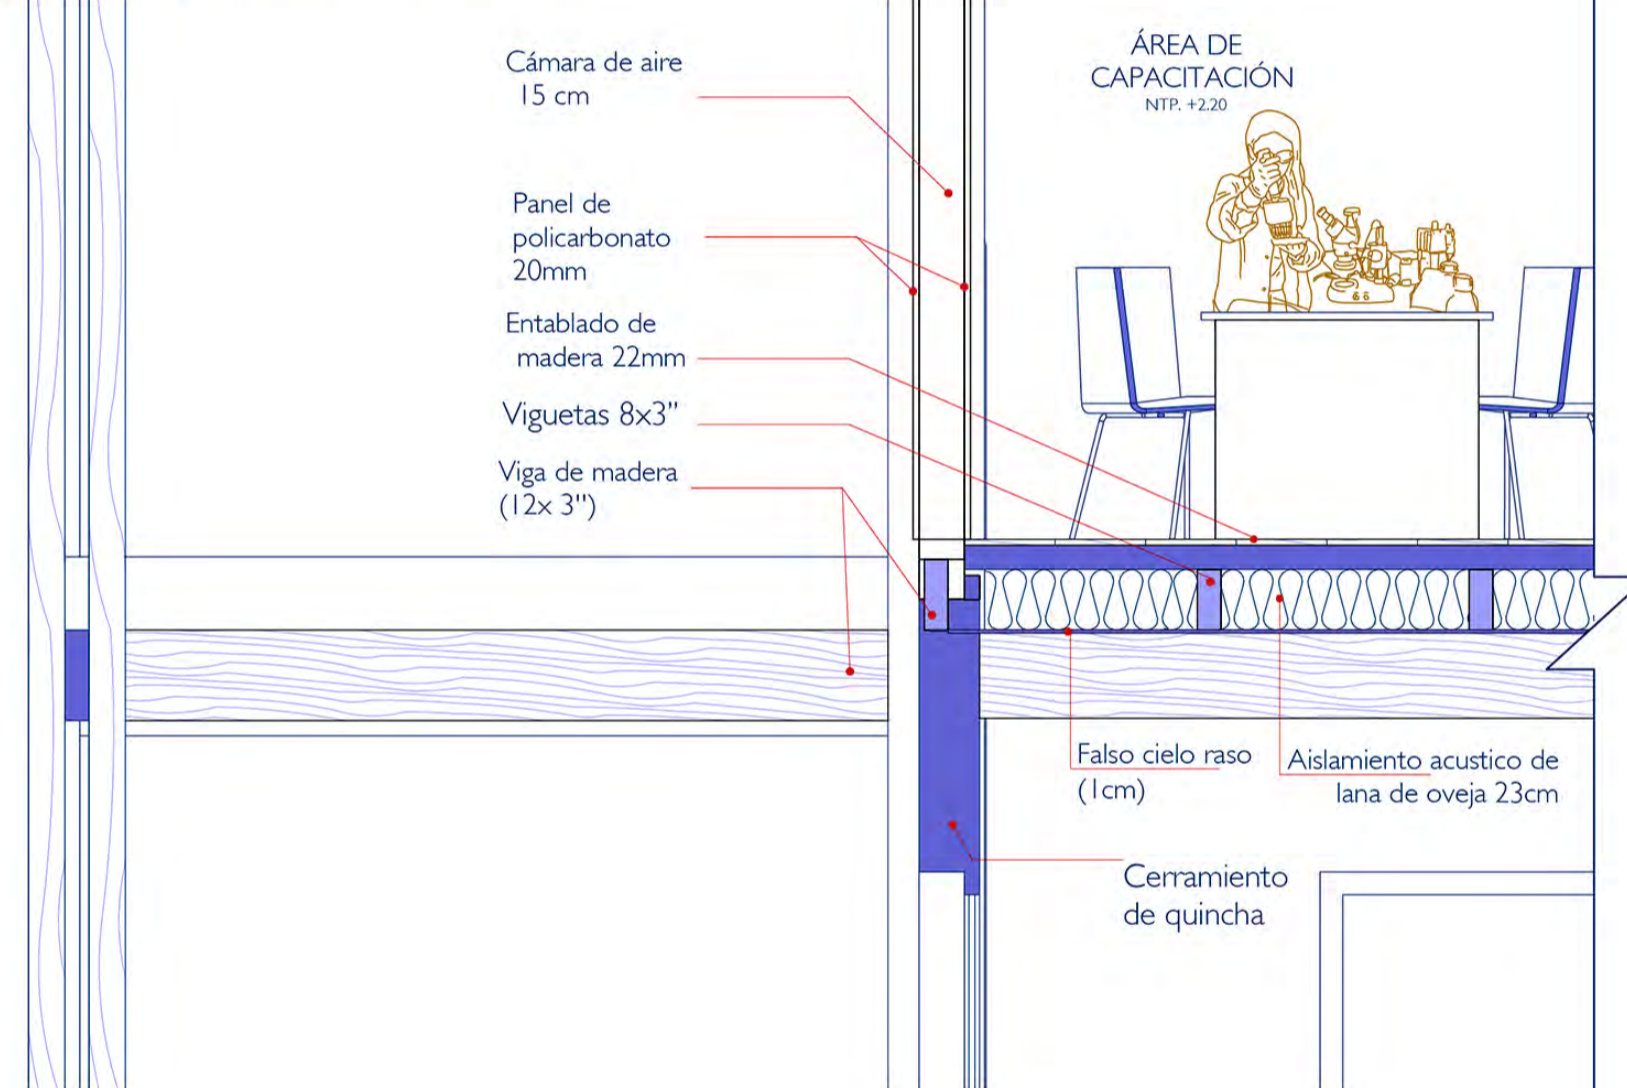 Cámara de aire
15 cm
Panel de
policarbonato
20mm
Entablado de
madera 22mm
Viguetas 8x3"
Viga de madera
(12x 3")
ÁREA DE
CAPACITACIÓN
NTP. +2.20
Falso cielo raso
(1cm)
Aislamiento acustico de
lana de oveja 23cm
Cerramiento
de quincha